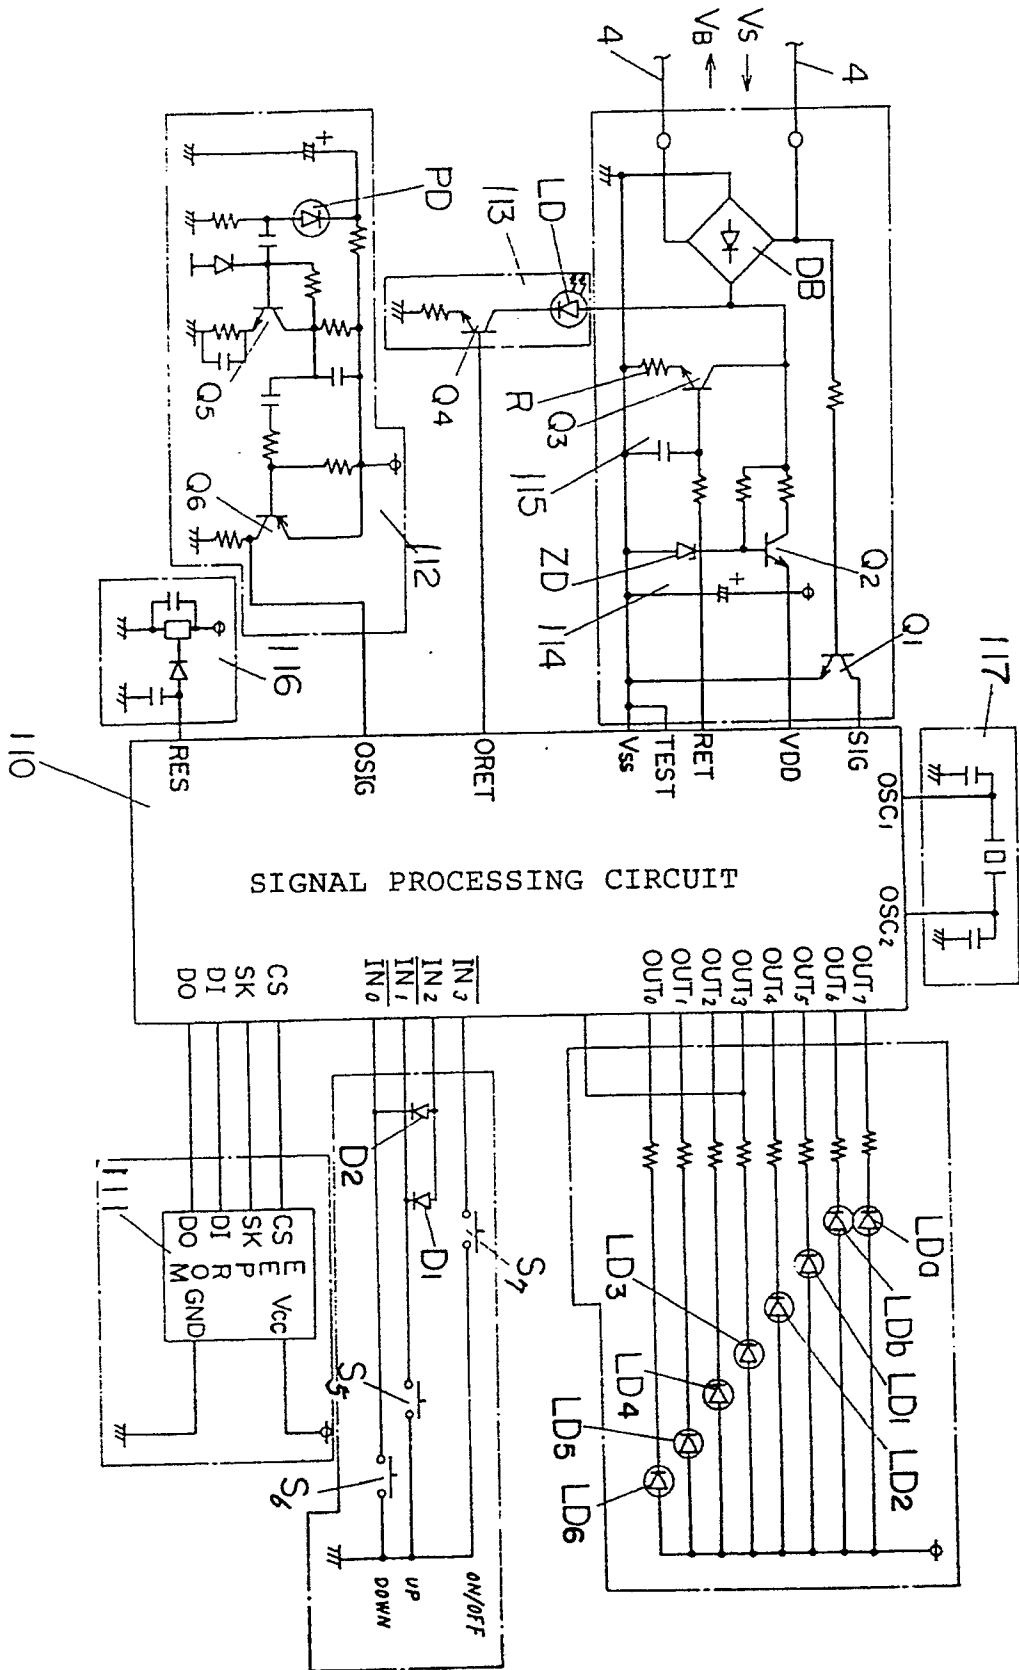 4
4
VS
VB
DB
LD
113
PD
R
Q3
Q4
115
Q5
ZD
114
Q2
Q1
Q6
112
116
117
110
RES
OSIG
ORET
Vss
TEST
RET
VDD
SIG
OSC1
OSC2
SIGNAL PROCESSING CIRCUIT
DO
DI
SK
CS
IN0
IN1
IN2
IN3
OUT0
OUT1
OUT2
OUT3
OUT4
OUT5
OUT6
OUT7
D2
D1
111
DO
DI
SK
CS
EEPROM
GND
Vcc
S7
S5
S6
LDa
LDb
LD1
LD2
LD3
LD4
LD5
LD6
DOWN
UP
ON/OFF